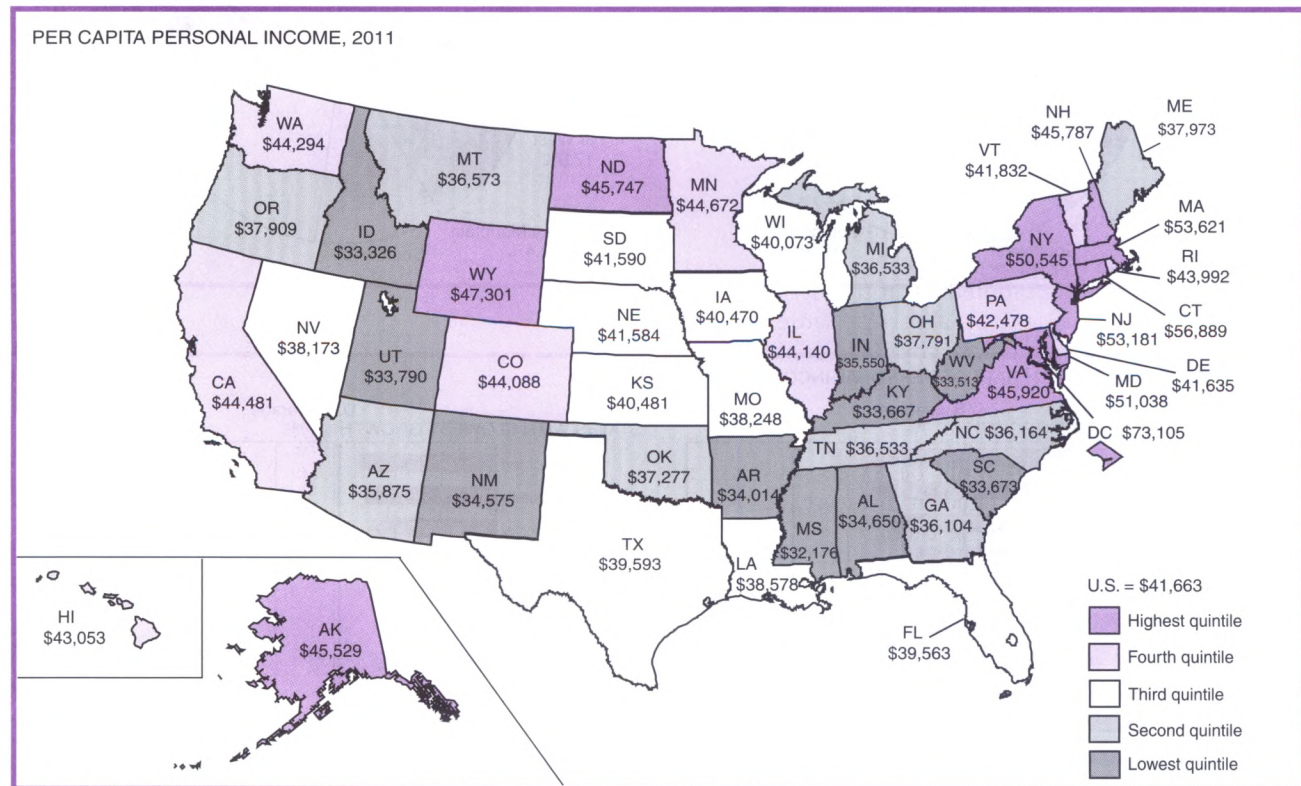 PER CAPITA PERSONAL INCOME, 2011
WA
$44,294
MT
$36,573
ND
$45,747
MN
$44,672
VT
$41,832
NH
$45,787
ME
$37,973
OR
$37,909
ID
$33,326
WY
$47,301
SD
$41,590
WI
$40,073
MI
$36,533
NY
$50,545
MA
$53,621
RI
$43,992
CT
$56,889
NJ
$53,181
DE
$41,635
MD
$51,038
DC $73,105
NV
$38,173
UT
$33,790
CO
$44,088
NE
$41,584
IA
$40,470
IL
$44,140
IN
$35,550
OH
$37,791
PA
$42,478
WV
$33,513
VA
$45,920
CA
$44,481
KS
$40,481
MO
$38,248
KY
$33,667
AZ
$35,875
NM
$34,575
OK
$37,277
AR
$34,014
TN $36,533
NC $36,164
SC
$33,673
TX
$39,593
LA
$38,578
MS
$32,176
AL
$34,650
GA
$36,104
FL
$39,563
HI
$43,053
AK
$45,529
U.S. = $41,663
Highest quintile
Fourth quintile
Third quintile
Second quintile
Lowest quintile